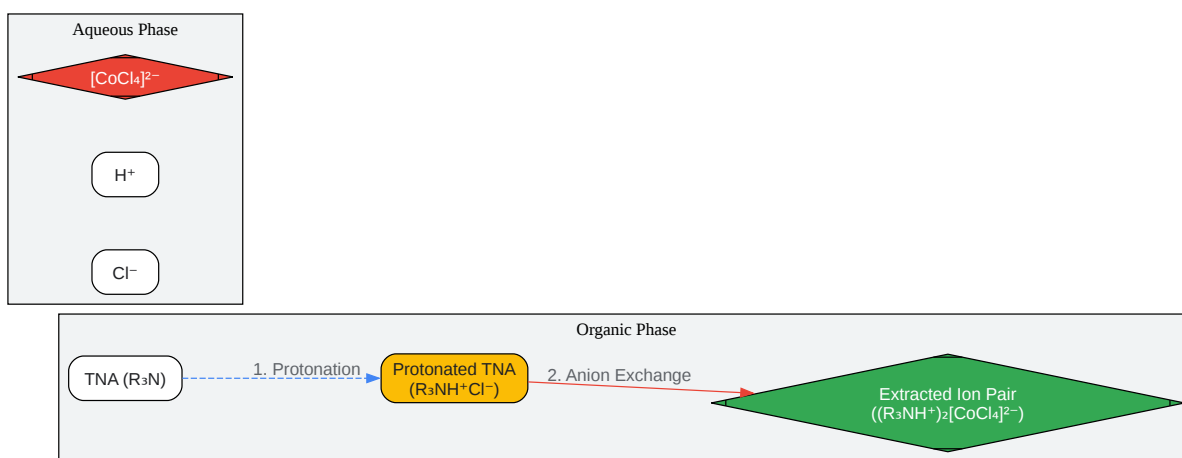 Aqueous Phase
[CoCl₄]²⁻
H⁺
Cl⁻
Organic Phase
TNA (R₃N)
1. Protonation
Protonated TNA
(R₃NH⁺Cl⁻)
2. Anion Exchange
Extracted Ion Pair
((R₃NH⁺)₂[CoCl₄]²⁻)